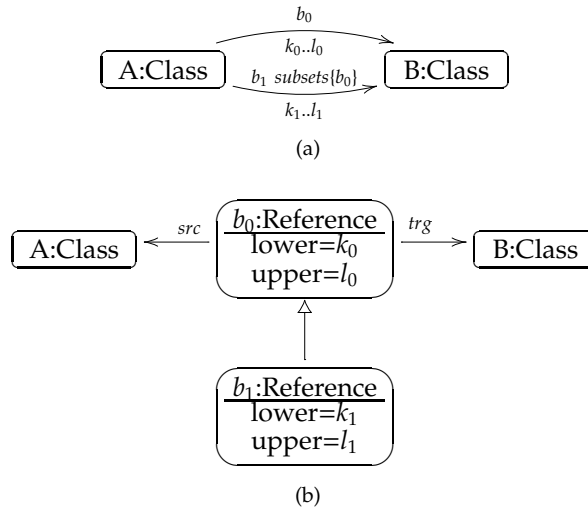 b₀
k₀..l₀
A:Class
B:Class
b₁ subsets{b₀}
k₁..l₁
(a)
b₀:Reference
lower=k₀
upper=l₀
src
trg
A:Class
B:Class
b₁:Reference
lower=k₁
upper=l₁
(b)